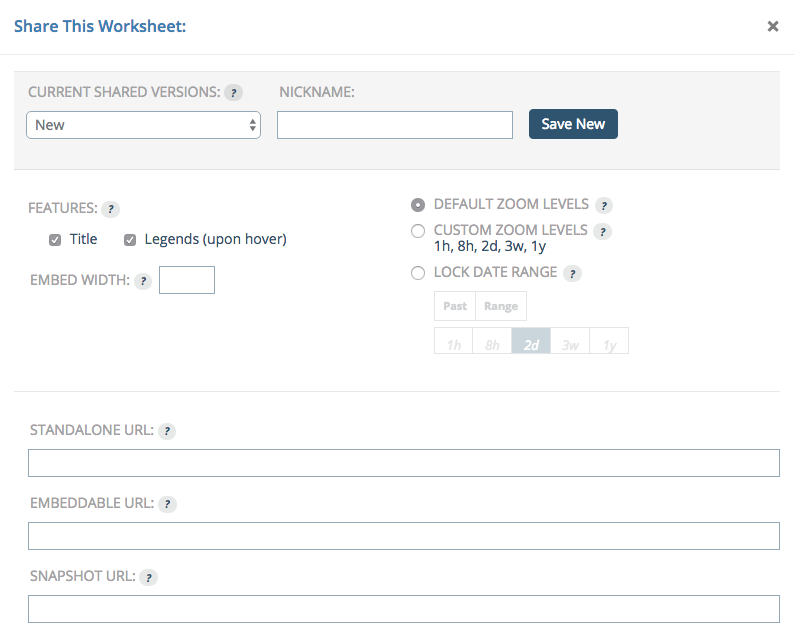 Share This Worksheet:
×
CURRENT SHARED VERSIONS: ?
NICKNAME:
New
Save New
FEATURES: ?
Title
Legends (upon hover)
EMBED WIDTH: ?
DEFAULT ZOOM LEVELS ?
CUSTOM ZOOM LEVELS ?
1h, 8h, 2d, 3w, 1y
LOCK DATE RANGE ?
Past Range
1h 8h 2d 3w 1y
STANDALONE URL: ?
EMBEDDABLE URL: ?
SNAPSHOT URL: ?